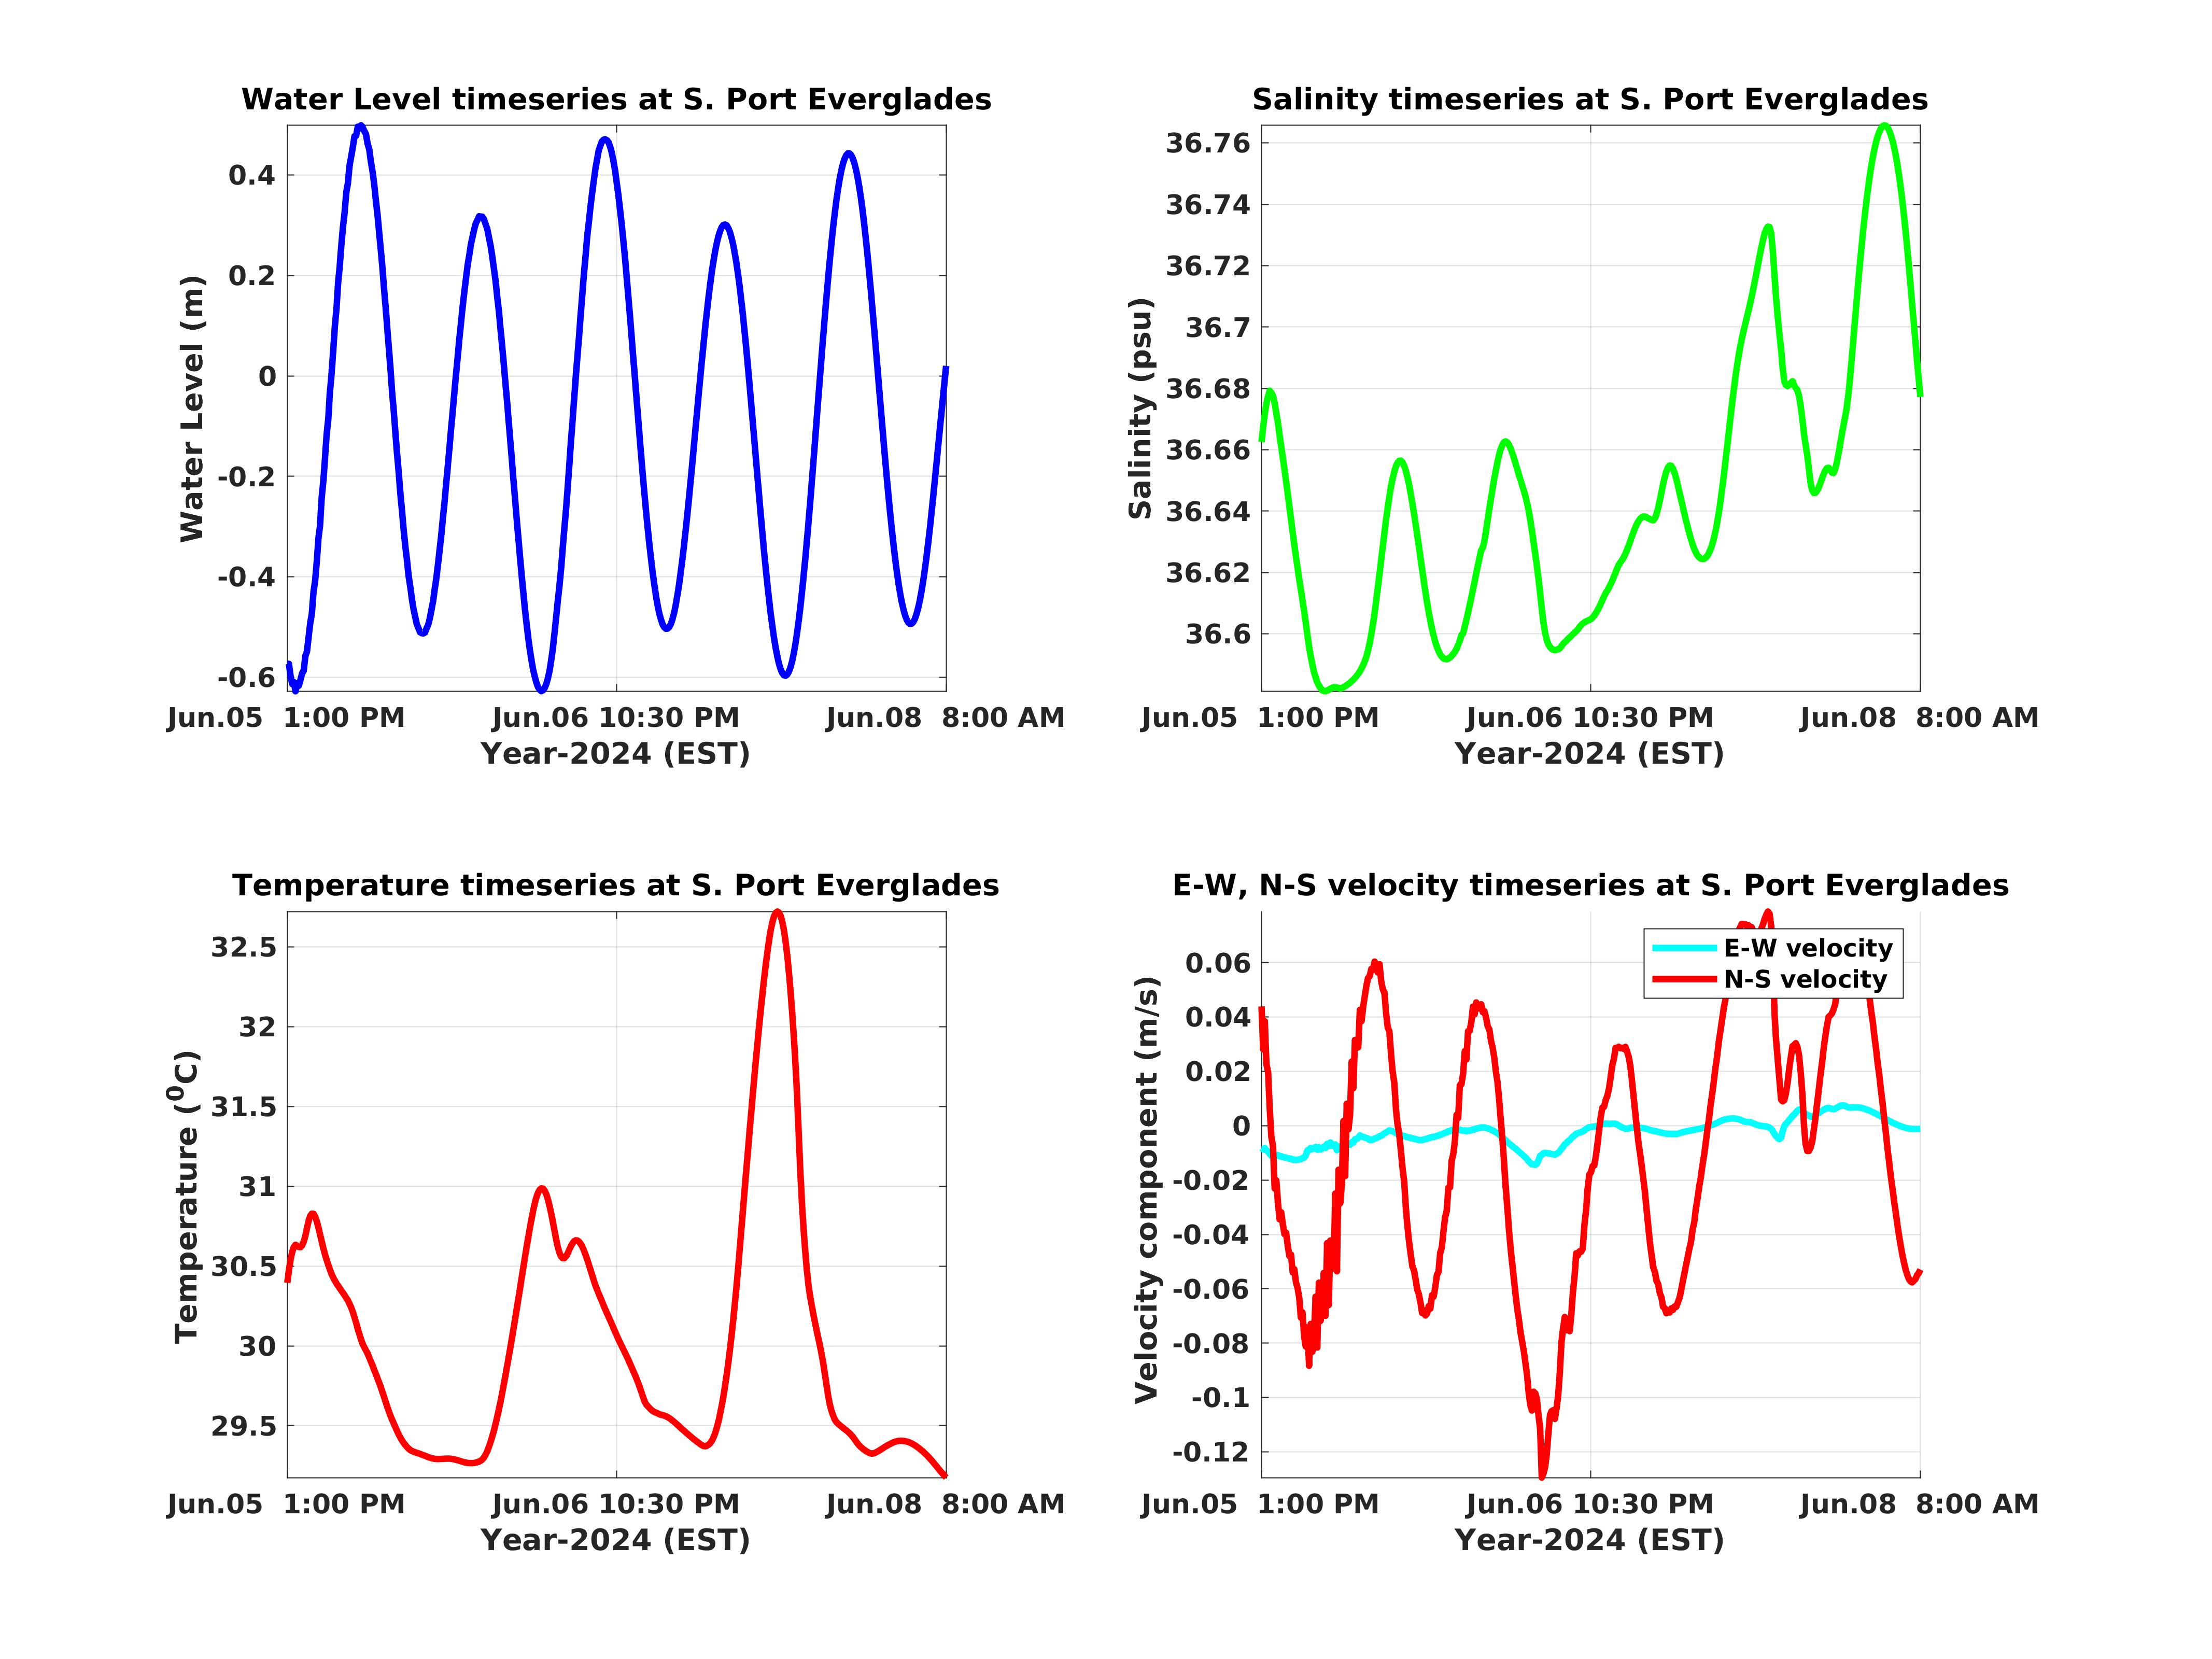 Water Level timeseries at S. Port Everglades
Water Level (m)
0.4
0.2
0
-0.2
-0.4
-0.6
Jun.05 1:00 PM
Jun.06 10:30 PM
Jun.08 8:00 AM
Year-2024 (EST)
Salinity timeseries at S. Port Everglades
Salinity (psu)
36.76
36.74
36.72
36.7
36.68
36.66
36.64
36.62
36.6
Jun.05 1:00 PM
Jun.06 10:30 PM
Jun.08 8:00 AM
Year-2024 (EST)
Temperature timeseries at S. Port Everglades
Temperature (⁰C)
32.5
32
31.5
31
30.5
30
29.5
Jun.05 1:00 PM
Jun.06 10:30 PM
Jun.08 8:00 AM
Year-2024 (EST)
E-W, N-S velocity timeseries at S. Port Everglades
Velocity component (m/s)
0.06
0.04
0.02
0
-0.02
-0.04
-0.06
-0.08
-0.1
-0.12
E-W velocity
N-S velocity
Jun.05 1:00 PM
Jun.06 10:30 PM
Jun.08 8:00 AM
Year-2024 (EST)